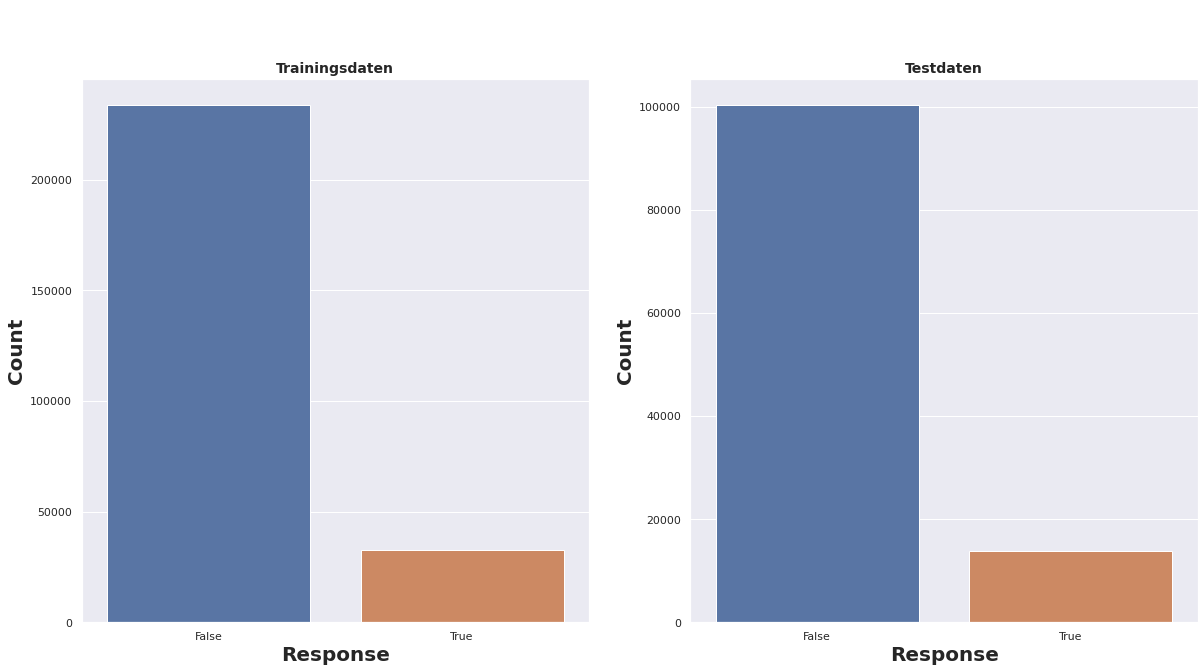 Trainingsdaten
Count
200000
150000
100000
50000
0
False
True
Response
Testdaten
Count
100000
80000
60000
40000
20000
0
False
True
Response